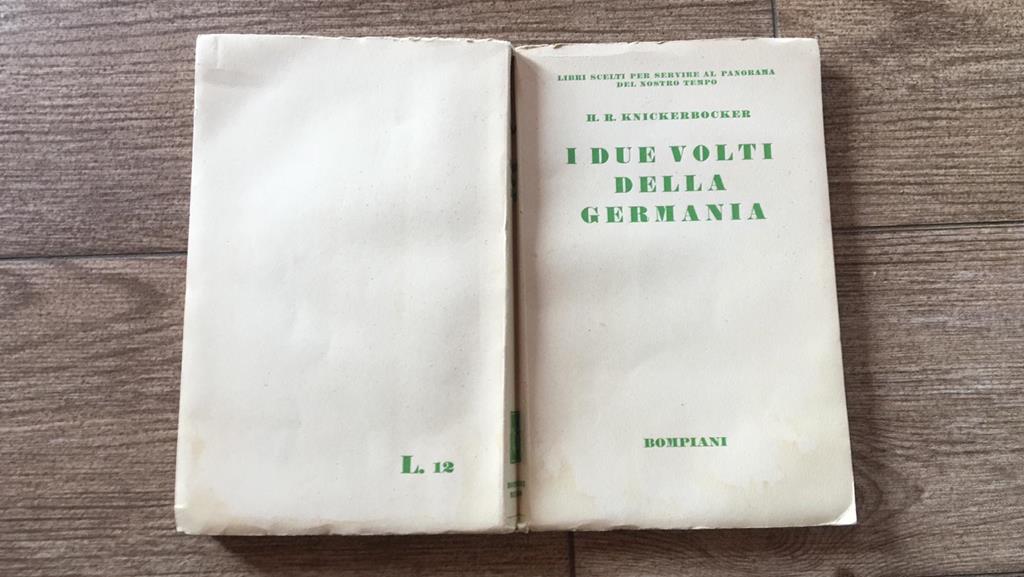 LIBRI SCELTI PER SERVIRE AL PANORAMA
DEL NOSTRO TEMPO
H. R. KNICKERBOCKER
I DUE VOLTI
DELLA
GERMANIA
BOMPIANI
L. 12